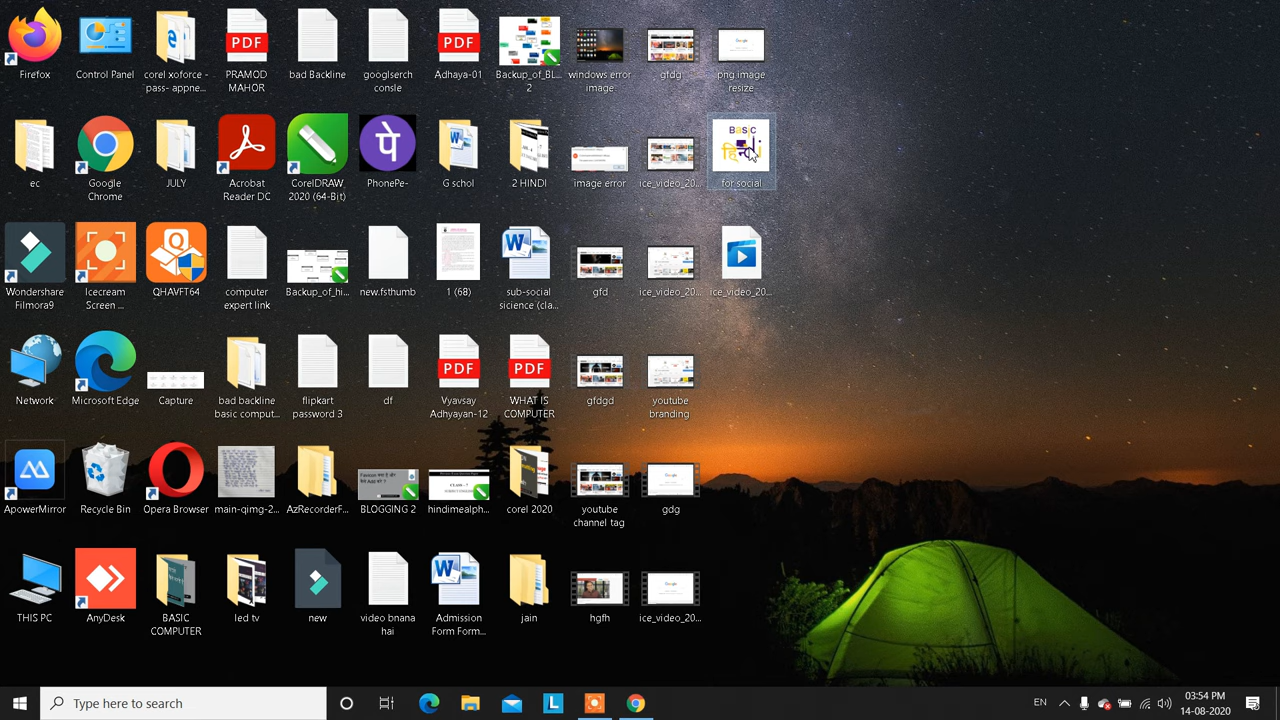 Firefox
Control Panel
corel xoforce -
pass- appne...
PDF
PRAMOD
MAHOR
bad Backline
googlserch
consle
PDF
Adhaya-01
Backup_of_BL...
2
windows error
image
gfdg
Google
png image
resize
ec
Google
Chrome
JULY
Acrobat
Reader DC
CorelDRAW
2020 (64-Bit)
पे
PhonePe-
G schol
2 HINDI
image error
ice_video_20...
BaSiC
हिन्दी
for social
Wondershare
Filmora9
Icecream
Screen ...
QHAVFT64
computer
expert link
Backup_of_hi...
new.fsthumb
1 (68)
W
sub-social
sicience (cla...
gfd
ice_video_20...
ice_video_20...
Network
Microsoft Edge
Capture
bad backline
basic comput...
flipkart
password 3
df
PDF
Vyavsay
Adhyayan-12
PDF
WHAT IS
COMPUTER
gfdgd
youtube
branding
ApowerMirror
Recycle Bin
Opera Browser
main-qimg-2...
AzRecorderF...
BLOGGING 2
CLASS - 7
hindimealph...
corel 2020
youtube
channel tag
Google
gdg
THIS PC
AnyDesk
BASIC
COMPUTER
led tv
new
video bnana
hai
W
Admission
Form Form...
jain
hgfh
Google
ice_video_20...
Type here to search
L
EN
03:54 PM
14-08-2020